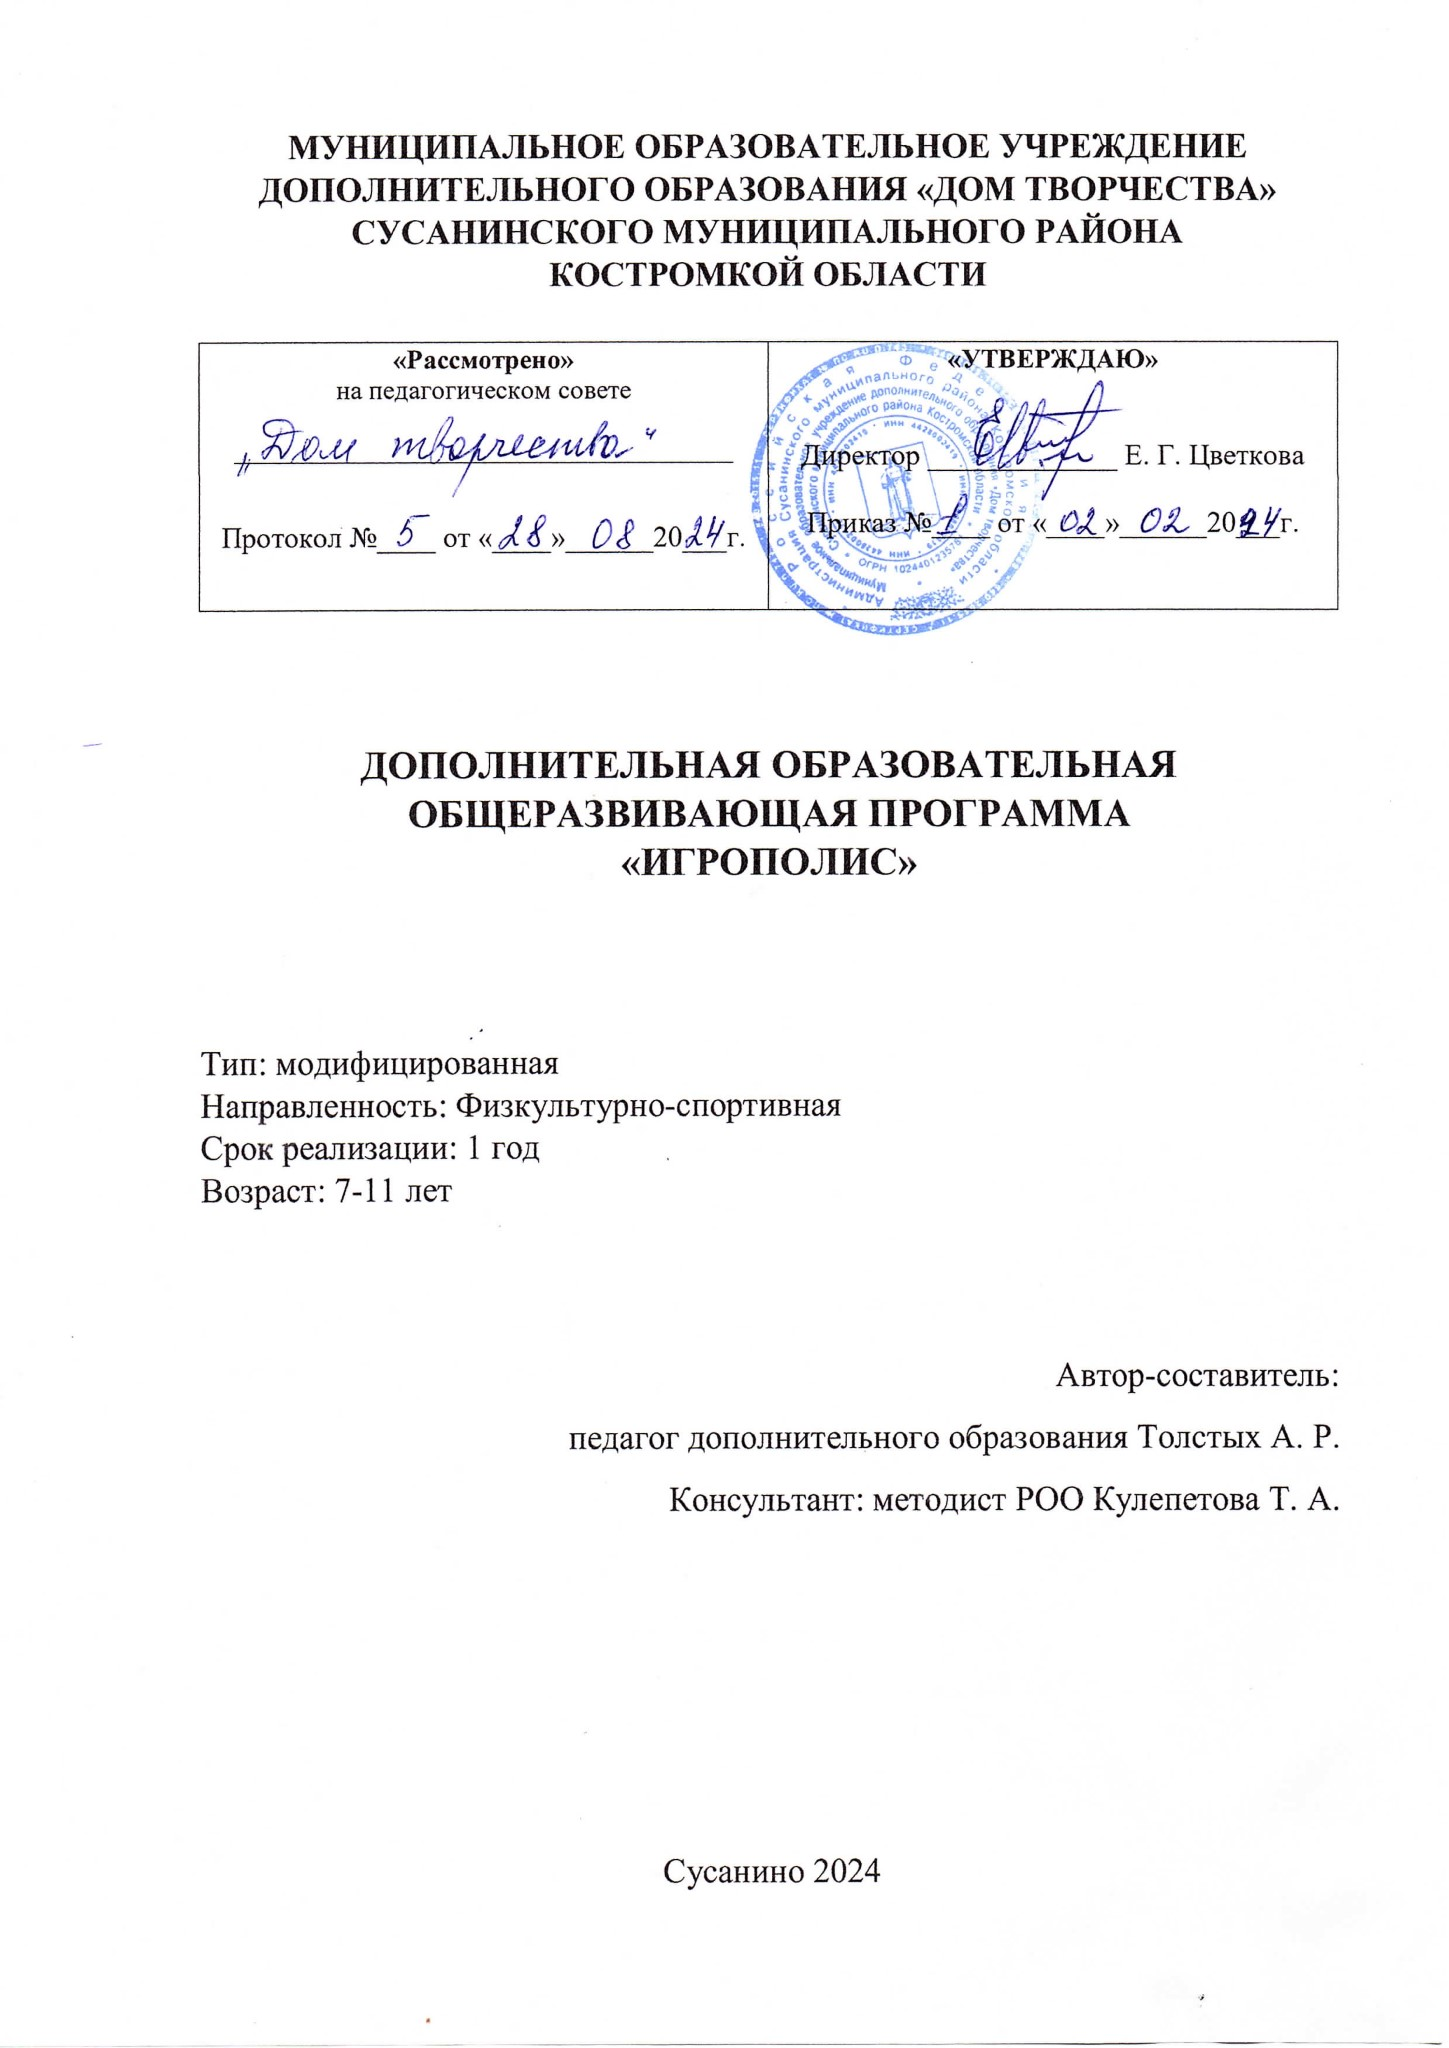 МУНИЦИПАЛЬНОЕ ОБРАЗОВАТЕЛЬНОЕ УЧРЕЖДЕНИЕ
ДОПОЛНИТЕЛЬНОГО ОБРАЗОВАНИЯ «ДОМ ТВОРЧЕСТВА»
СУСАНИНСКОГО МУНИЦИПАЛЬНОГО РАЙОНА
КОСТРОМКОЙ ОБЛАСТИ
«Рассмотрено»
на педагогическом совете
„Дом творчества“
Протокол № 5 от «28» 08 2024 г.
«УТВЕРЖДАЮ»
Директор Е. Г. Цветкова
Приказ № 1 от «02» 02 2024 г.
ДОПОЛНИТЕЛЬНАЯ ОБРАЗОВАТЕЛЬНАЯ
ОБЩЕРАЗВИВАЮЩАЯ ПРОГРАММА
«ИГРОПОЛИС»
Тип: модифицированная
Направленность: Физкультурно-спортивная
Срок реализации: 1 год
Возраст: 7-11 лет
Автор-составитель:
педагог дополнительного образования Толстых А. Р.
Консультант: методист РОО Кулепетова Т. А.
Сусанино 2024